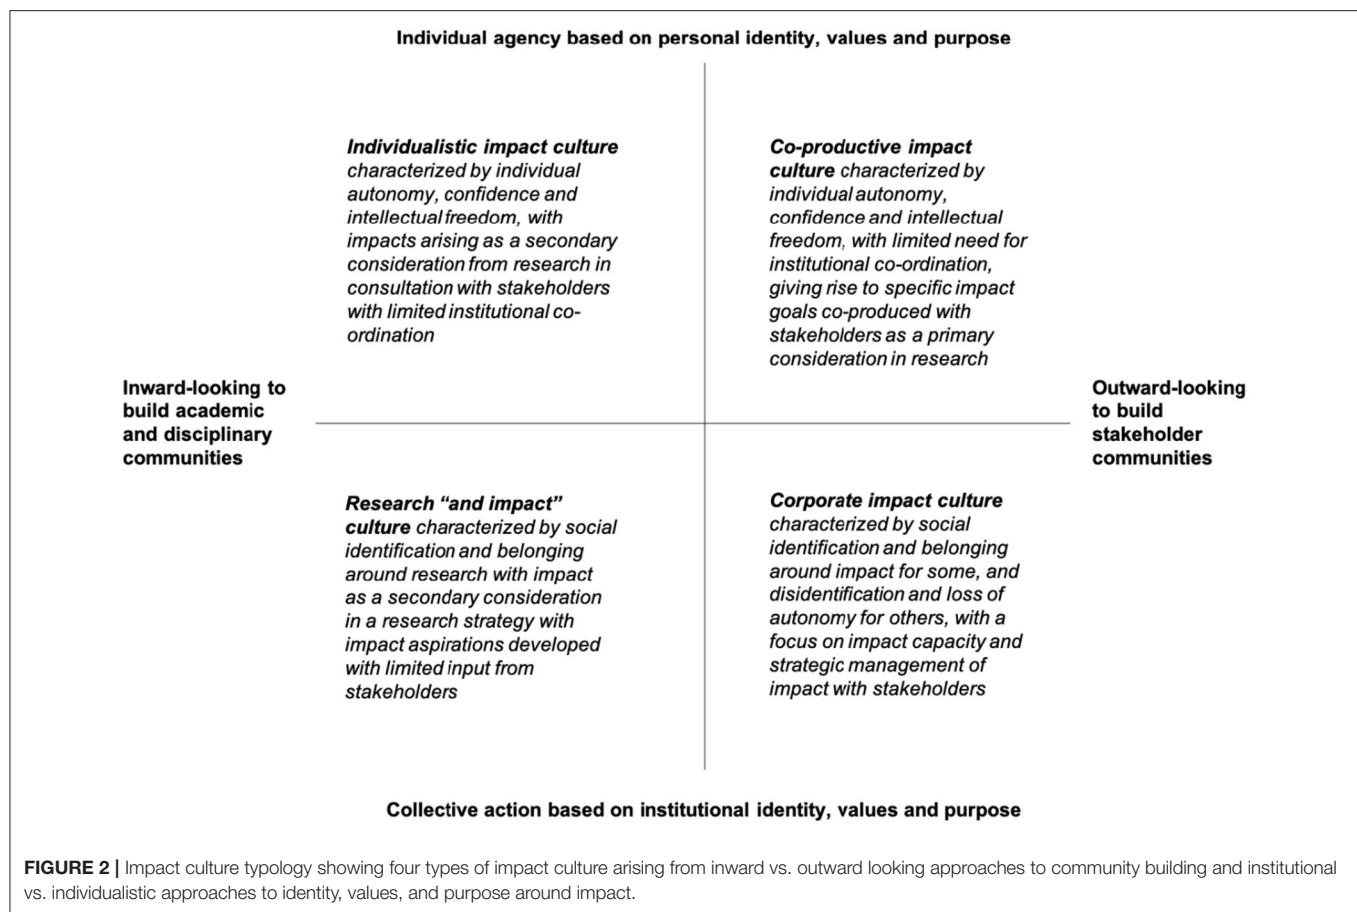 Individual agency based on personal identity, values and purpose
Individualistic impact culture
characterized by individual
autonomy, confidence and
intellectual freedom, with
impacts arising as a secondary
consideration from research in
consultation with stakeholders
with limited institutional co-
ordination
Co-productive impact
culture characterized by
individual autonomy,
confidence and intellectual
freedom, with limited need for
institutional co-ordination,
giving rise to specific impact
goals co-produced with
stakeholders as a primary
consideration in research
Inward-looking to
build academic
and disciplinary
communities
Outward-looking
to build
stakeholder
communities
Research “and impact”
culture characterized by social
identification and belonging
around research with impact
as a secondary consideration
in a research strategy with
impact aspirations developed
with limited input from
stakeholders
Corporate impact culture
characterized by social
identification and belonging
around impact for some, and
disidentification and loss of
autonomy for others, with a
focus on impact capacity and
strategic management of
impact with stakeholders
Collective action based on institutional identity, values and purpose
FIGURE 2 | Impact culture typology showing four types of impact culture arising from inward vs. outward looking approaches to community building and institutional
vs. individualistic approaches to identity, values, and purpose around impact.